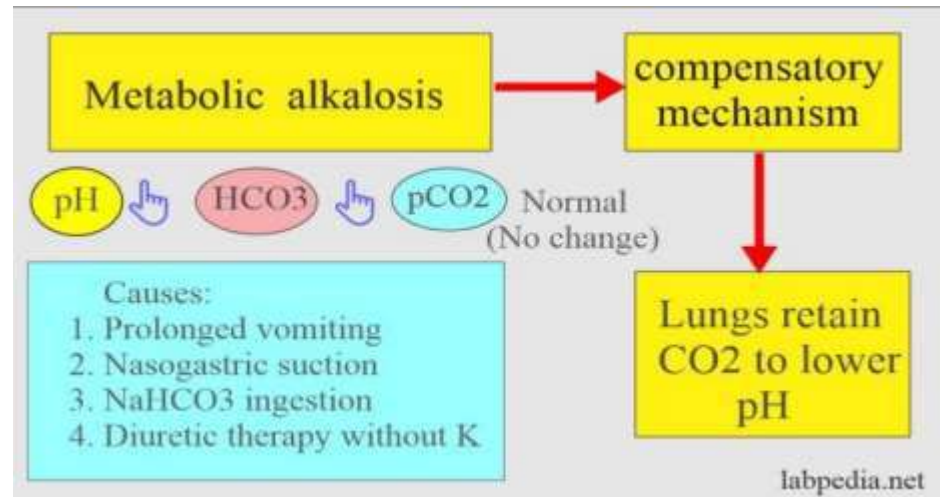 Metabolic alkalosis
compensatory
mechanism
pH
HCO3
pCO2
Normal
(No change)
Causes:
1. Prolonged vomiting
2. Nasogastric suction
3. NaHCO3 ingestion
4. Diuretic therapy without K
Lungs retain
CO2 to lower
pH
labpedia.net